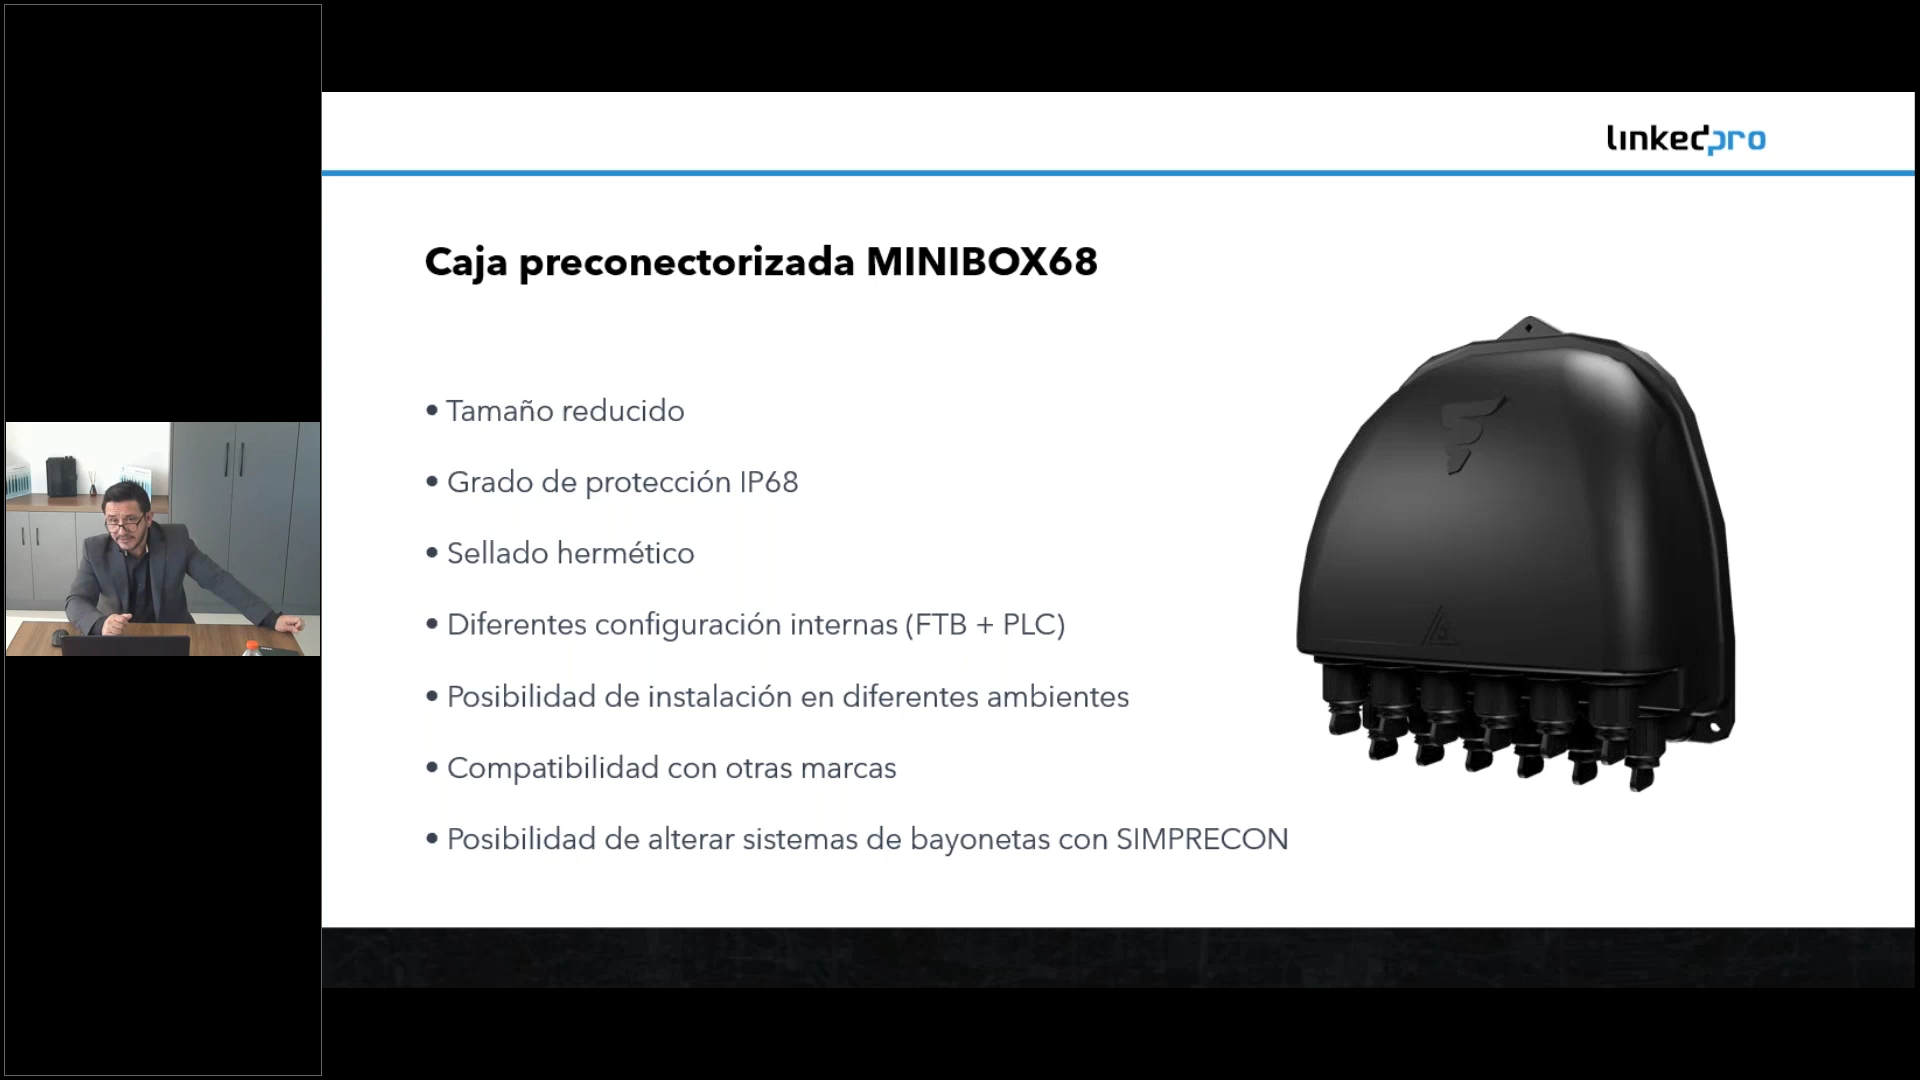 linkedpro
Caja preconectorizada MINIBOX68
• Tamaño reducido
• Grado de protección IP68
• Sellado hermético
• Diferentes configuración internas (FTB + PLC)
• Posibilidad de instalación en diferentes ambientes
• Compatibilidad con otras marcas
• Posibilidad de alterar sistemas de bayonetas con SIMPRECON